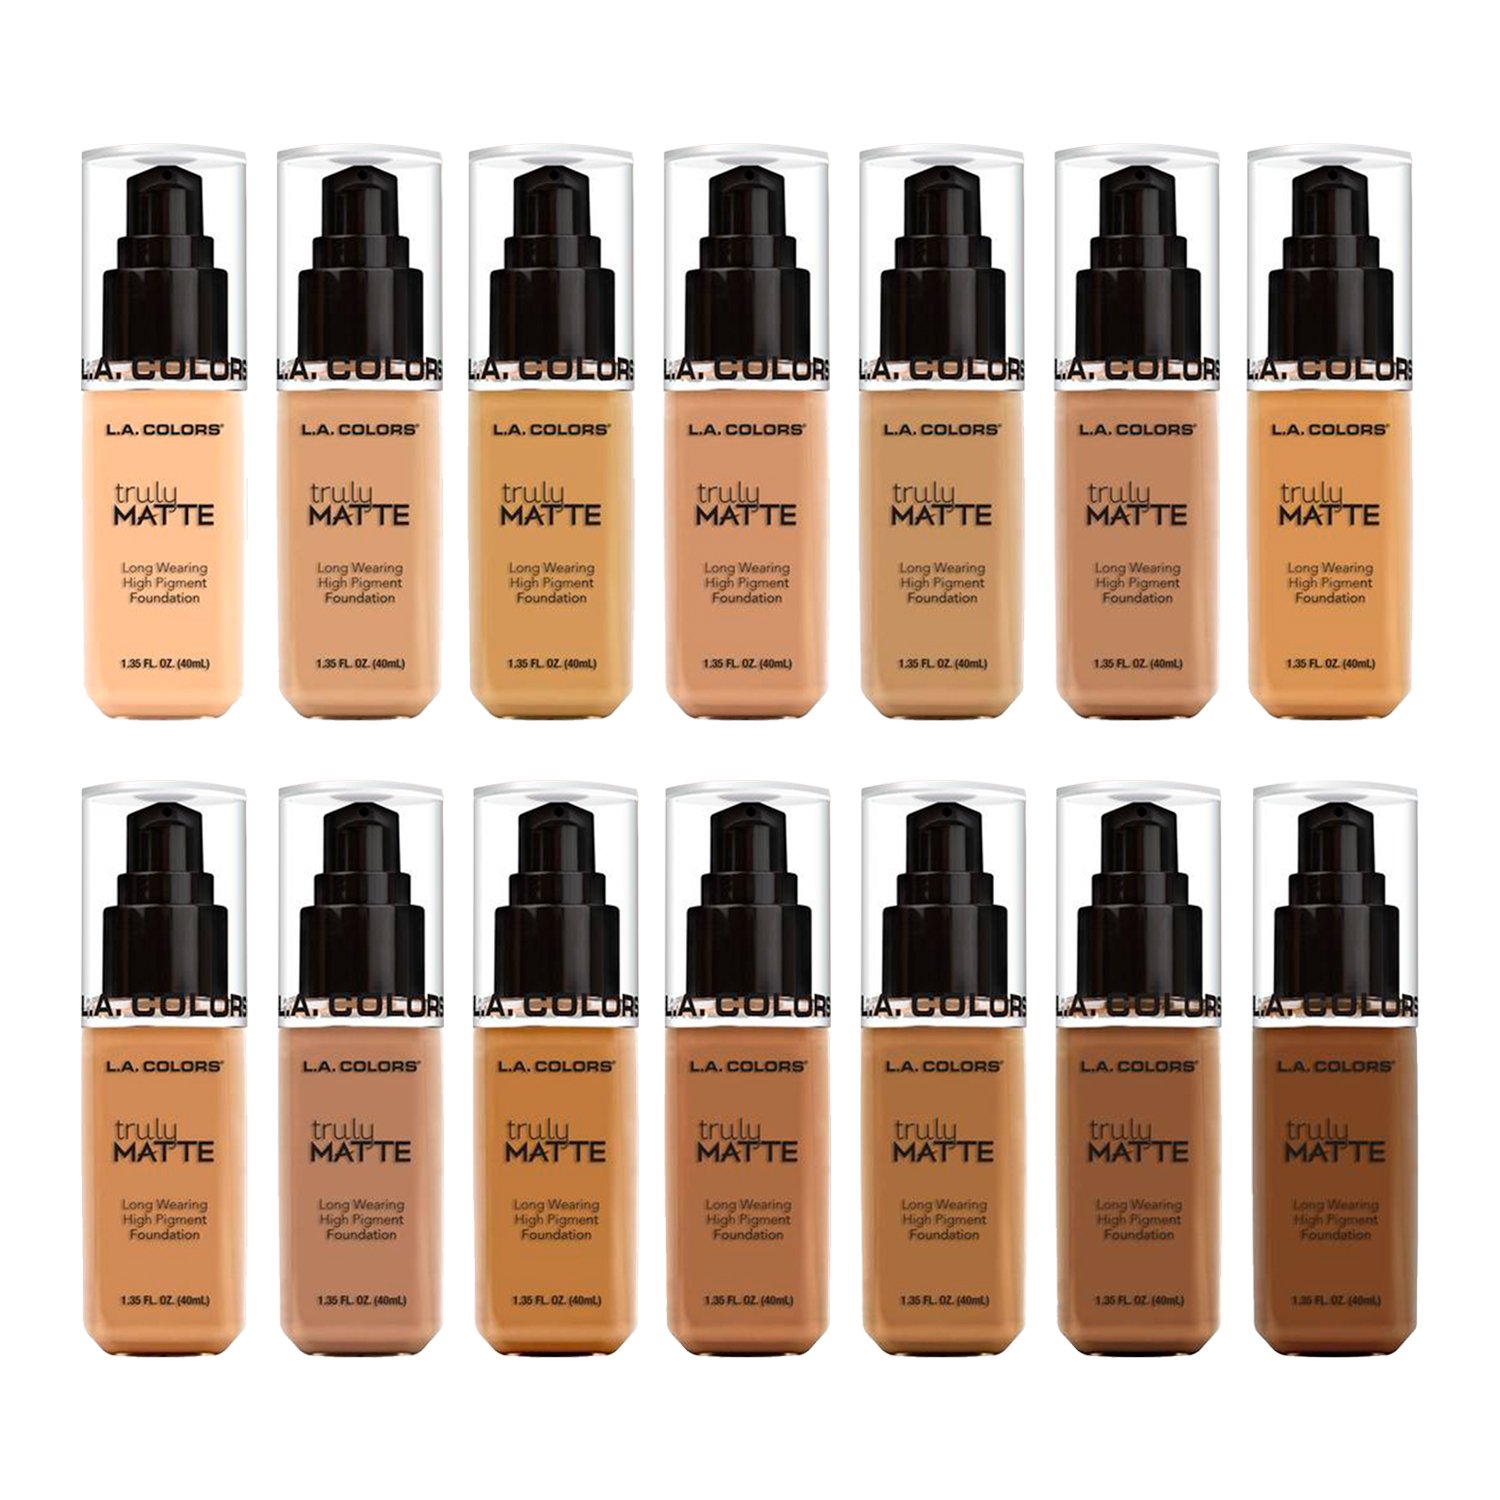 L.A. COLORS
L.A. COLORS®
truly
MATTE
Long Wearing
High Pigment
Foundation
1.35 FL. OZ. (40mL)
L.A. COLORS
L.A. COLORS®
truly
MATTE
Long Wearing
High Pigment
Foundation
1.35 FL. OZ. (40mL)
L.A. COLORS
L.A. COLORS®
truly
MATTE
Long Wearing
High Pigment
Foundation
1.35 FL. OZ. (40mL)
L.A. COLORS
L.A. COLORS®
truly
MATTE
Long Wearing
High Pigment
Foundation
1.35 FL. OZ. (40mL)
L.A. COLORS
L.A. COLORS®
truly
MATTE
Long Wearing
High Pigment
Foundation
1.35 FL. OZ. (40mL)
L.A. COLORS
L.A. COLORS®
truly
MATTE
Long Wearing
High Pigment
Foundation
1.35 FL. OZ. (40mL)
L.A. COLORS
L.A. COLORS®
truly
MATTE
Long Wearing
High Pigment
Foundation
1.35 FL. OZ. (40mL)
L.A. COLORS
L.A. COLORS®
truly
MATTE
Long Wearing
High Pigment
Foundation
1.35 FL. OZ. (40mL)
L.A. COLORS
L.A. COLORS®
truly
MATTE
Long Wearing
High Pigment
Foundation
1.35 FL. OZ. (40mL)
L.A. COLORS
L.A. COLORS®
truly
MATTE
Long Wearing
High Pigment
Foundation
1.35 FL. OZ. (40mL)
L.A. COLORS
L.A. COLORS®
truly
MATTE
Long Wearing
High Pigment
Foundation
1.35 FL. OZ. (40mL)
L.A. COLORS
L.A. COLORS®
truly
MATTE
Long Wearing
High Pigment
Foundation
1.35 FL. OZ. (40mL)
L.A. COLORS
L.A. COLORS®
truly
MATTE
Long Wearing
High Pigment
Foundation
1.35 FL. OZ. (40mL)
L.A. COLORS
L.A. COLORS®
truly
MATTE
Long Wearing
High Pigment
Foundation
1.35 FL. OZ. (40mL)